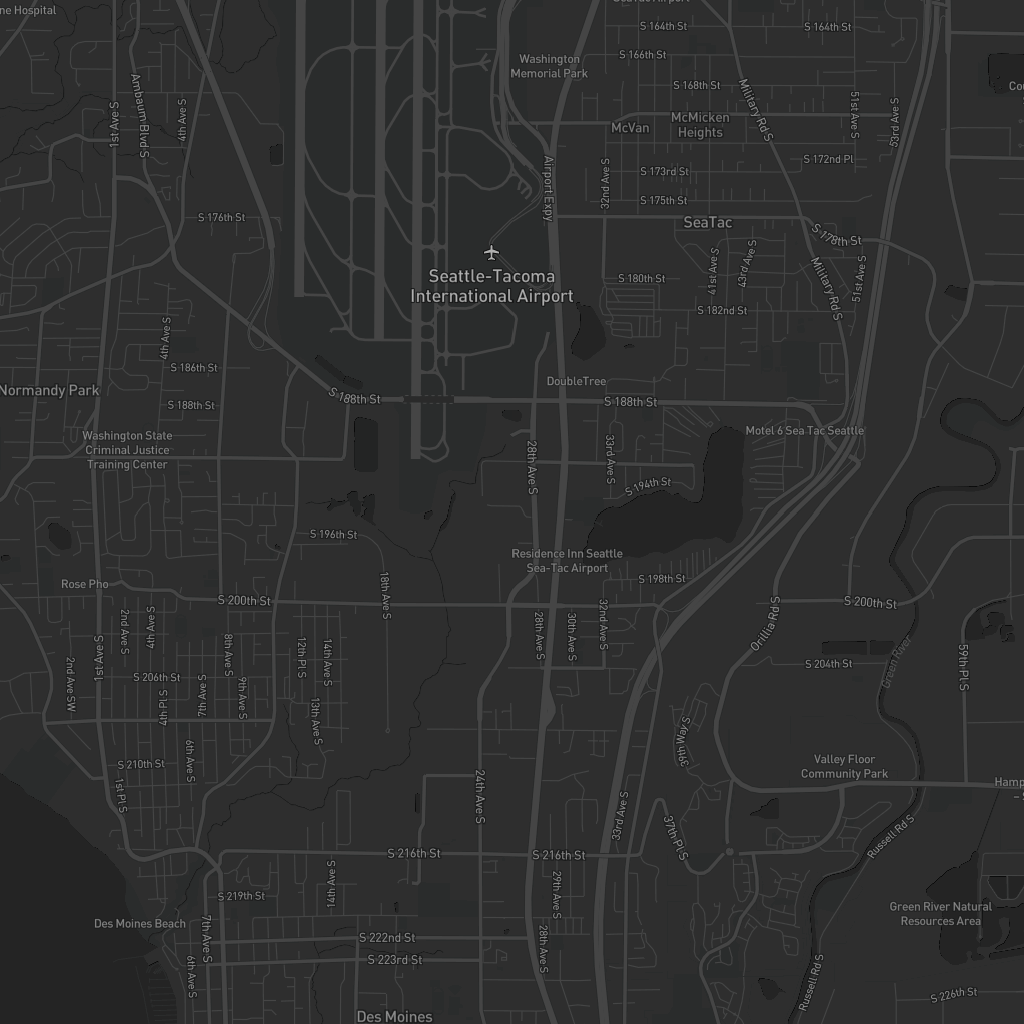 S 164th St
S 164th St
S 166th St
Washington
Memorial Park
S 168th St
Military Rd S
51st Ave S
53rd Ave S
1st Ave S
Ambaum Blvd S
4th Ave S
McVan
McMicken
Heights
S 172nd Pl
S 173rd St
32nd Ave S
Airport Expy
S 175th St
S 176th St
SeaTac
S 178th St
41st Ave S
43rd Ave S
Military Rd S
51st Ave S
Seattle-Tacoma
International Airport
S 180th St
S 182nd St
4th Ave S
S 186th St
Normandy Park
DoubleTree
S 188th St
S 188th St
S 188th St
Washington State
Criminal Justice
Training Center
Motel 6 Sea Tac Seattle
28th Ave S
33rd Ave S
S 194th St
S 196th St
Residence Inn Seattle
Sea-Tac Airport
Rose Pho
18th Ave S
S 198th St
S 200th St
S 200th St
2nd Ave S
4th Ave S
1st Ave S
8th Ave S
12th Pl S
14th Ave S
28th Ave S
30th Ave S
32nd Ave S
Orillia Rd S
S 204th St
Green River
59th Pl S
2nd Ave SW
S 206th St
4th Pl S
7th Ave S
9th Ave S
13th Ave S
39th Way S
6th Ave S
S 210th St
1st Pl S
24th Ave S
Valley Floor
Community Park
33rd Ave S
37th Pl S
Russell Rd S
S 216th St
S 216th St
14th Ave S
S 219th St
29th Ave S
Green River Natural
Resources Area
Des Moines Beach
7th Ave S
S 222nd St
28th Ave S
S 223rd St
6th Ave S
Russell Rd S
S 226th St
Des Moines